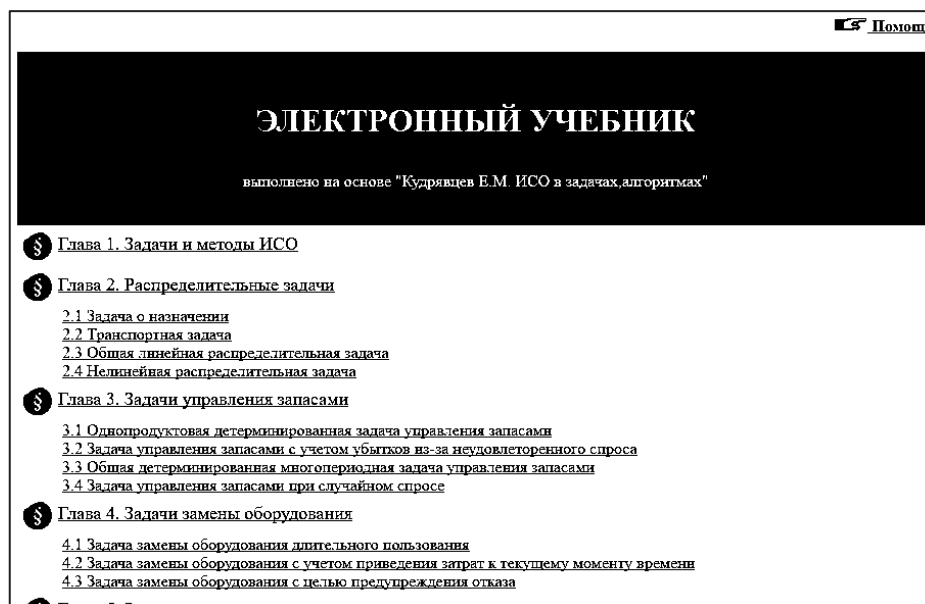 Помощ
ЭЛЕКТРОННЫЙ УЧЕБНИК
выполнено на основе "Кудрявцев Е.М. ИСО в задачах,алгоритмах"
§ Глава 1. Задачи и методы ИСО
§ Глава 2. Распределительные задачи
2.1 Задача о назначении
2.2 Транспортная задача
2.3 Общая линейная распределительная задача
2.4 Нелинейная распределительная задача
§ Глава 3. Задачи управления запасами
3.1 Однопродуктовая детерминированная задача управления запасами
3.2 Задача управления запасами с учетом убытков из-за неудовлеторенного спроса
3.3 Общая детерминированная многопериодная задача управления запасами
3.4 Задача управления запасами при случайном спросе
§ Глава 4. Задачи замены оборудования
4.1 Задача замены оборудования длительного пользования
4.2 Задача замены оборудования с учетом приведения затрат к текущему моменту времени
4.3 Задача замены оборудования с целью предупреждения отказа